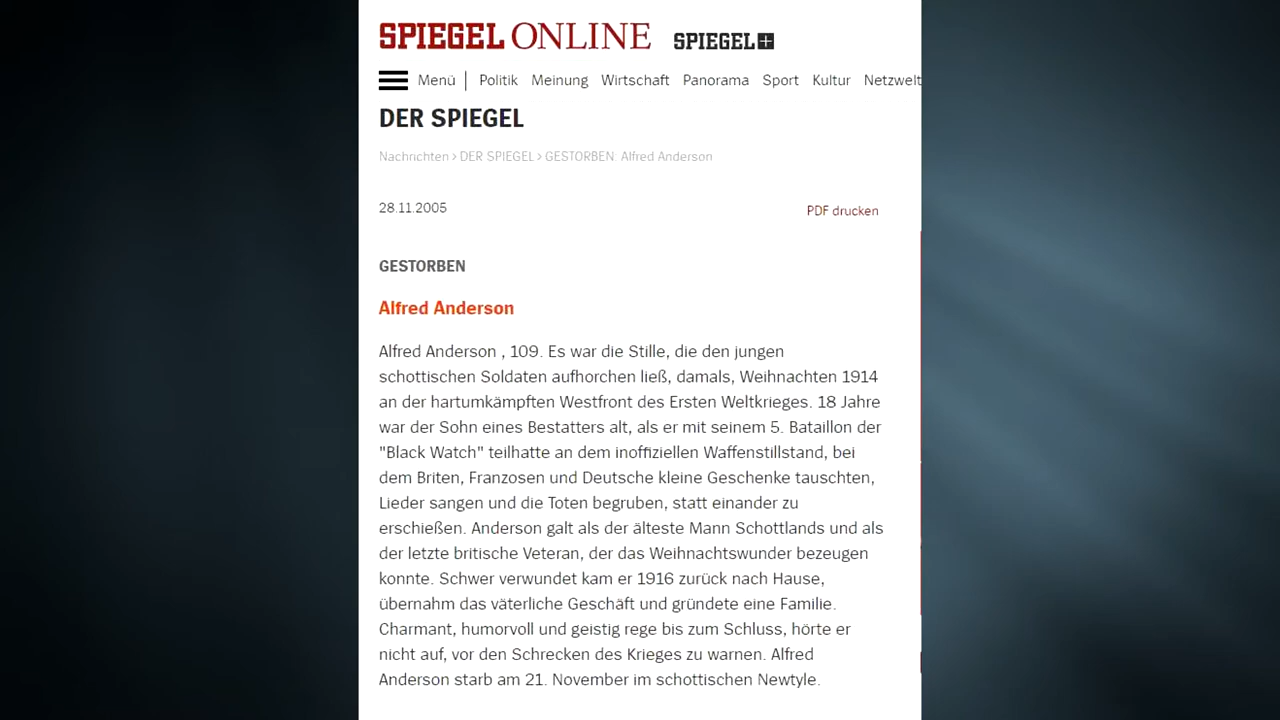 SPIEGEL ONLINE SPIEGEL+
Menü | Politik Meinung Wirtschaft Panorama Sport Kultur Netzwelt
DER SPIEGEL
Nachrichten > DER SPIEGEL > GESTORBEN: Alfred Anderson
28.11.2005
PDF drucken
GESTORBEN
Alfred Anderson
Alfred Anderson , 109. Es war die Stille, die den jungen
schottischen Soldaten aufhorchen ließ, damals, Weihnachten 1914
an der hartumkämpften Westfront des Ersten Weltkrieges. 18 Jahre
war der Sohn eines Bestatters alt, als er mit seinem 5. Bataillon der
"Black Watch" teilhatte an dem inoffiziellen Waffenstillstand, bei
dem Briten, Franzosen und Deutsche kleine Geschenke tauschten,
Lieder sangen und die Toten begruben, statt einander zu
erschießen. Anderson galt als der älteste Mann Schottlands und als
der letzte britische Veteran, der das Weihnachtswunder bezeugen
konnte. Schwer verwundet kam er 1916 zurück nach Hause,
übernahm das väterliche Geschäft und gründete eine Familie.
Charmant, humorvoll und geistig rege bis zum Schluss, hörte er
nicht auf, vor den Schrecken des Krieges zu warnen. Alfred
Anderson starb am 21. November im schottischen Newtyle.